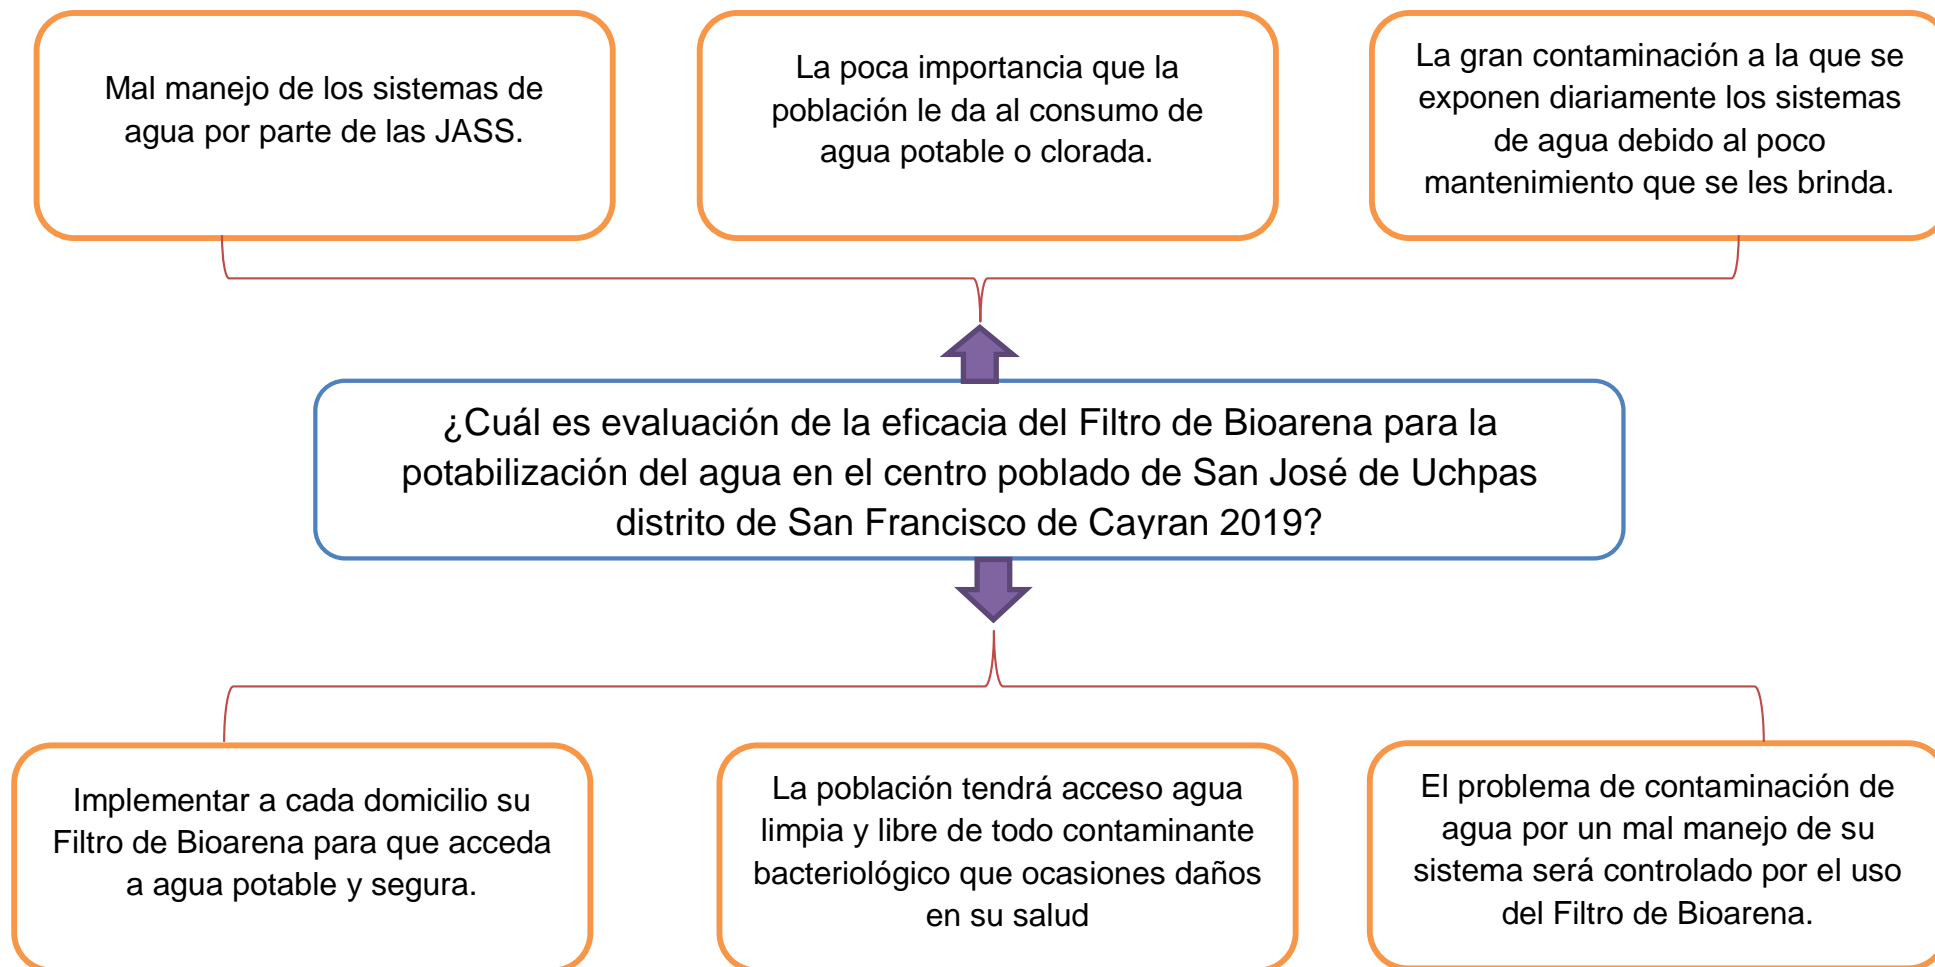 Mal manejo de los sistemas de
agua por parte de las JASS.
La poca importancia que la
población le da al consumo de
agua potable o clorada.
La gran contaminación a la que se
exponen diariamente los sistemas
de agua debido al poco
mantenimiento que se les brinda.
¿Cuál es evaluación de la eficacia del Filtro de Bioarena para la
potabilización del agua en el centro poblado de San José de Uchpas
distrito de San Francisco de Cayran 2019?
Implementar a cada domicilio su
Filtro de Bioarena para que acceda
a agua potable y segura.
La población tendrá acceso agua
limpia y libre de todo contaminante
bacteriológico que ocasiones daños
en su salud
El problema de contaminación de
agua por un mal manejo de su
sistema será controlado por el uso
del Filtro de Bioarena.